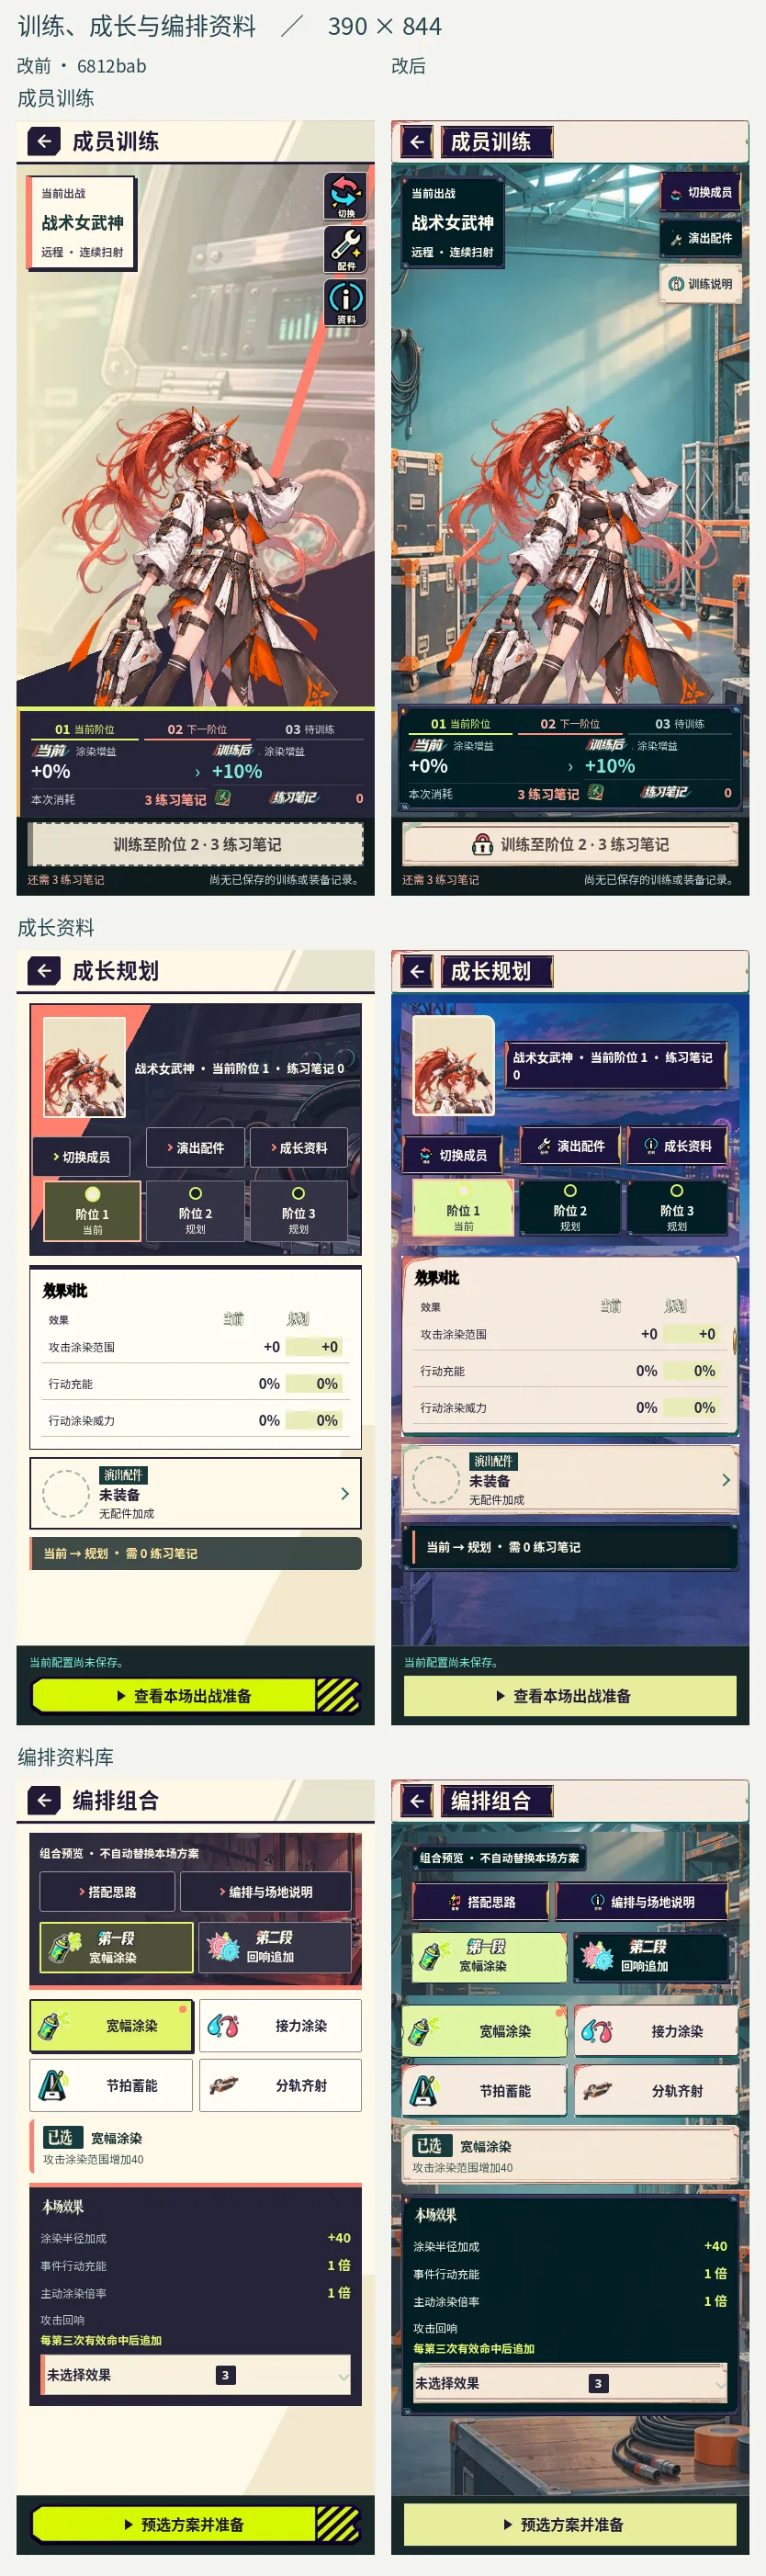 训练、成长与编排资料 ／ 390 × 844
改前 · 6812bab
改后
成员训练
成员训练
当前出战
战术女武神
远程 · 连续扫射
切换
配件
资料
01 当前阶位
02 下一阶位
03 待训练
当前 涂染增益
训练后 . 涂染增益
+0%
› +10%
本次消耗
3 练习笔记
练习笔记
0
训练至阶位 2 · 3 练习笔记
还需 3 练习笔记
尚无已保存的训练或装备记录。
成员训练
当前出战
战术女武神
远程 · 连续扫射
切换成员
演出配件
训练说明
01 当前阶位
02 下一阶位
03 待训练
当前 涂染增益
训练后 . 涂染增益
+0%
› +10%
本次消耗
3 练习笔记
练习笔记
0
训练至阶位 2 · 3 练习笔记
还需 3 练习笔记
尚无已保存的训练或装备记录。
成长资料
成长规划
战术女武神 · 当前阶位 1 · 练习笔记 0
切换成员
演出配件
成长资料
阶位 1
当前
阶位 2
规划
阶位 3
规划
效果对比
效果 当前 规划
攻击涂染范围 +0 +0
行动充能 0% 0%
行动涂染威力 0% 0%
演出配件
未装备
无配件加成
当前 → 规划 · 需 0 练习笔记
当前配置尚未保存。
查看本场出战准备
成长规划
战术女武神 · 当前阶位 1 · 练习笔记
0
切换成员
演出配件
成长资料
阶位 1
当前
阶位 2
规划
阶位 3
规划
效果对比
效果 当前 规划
攻击涂染范围 +0 +0
行动充能 0% 0%
行动涂染威力 0% 0%
演出配件
未装备
无配件加成
当前 → 规划 · 需 0 练习笔记
当前配置尚未保存。
查看本场出战准备
编排资料库
编排组合
组合预览 · 不自动替换本场方案
搭配思路
编排与场地说明
第一段
宽幅涂染
第二段
回响追加
宽幅涂染
接力涂染
节拍蓄能
分轨齐射
已选 宽幅涂染
攻击涂染范围增加40
本场效果
涂染半径加成 +40
事件行动充能 1 倍
主动涂染倍率 1 倍
攻击回响
每第三次有效命中后追加
未选择效果 3
预选方案并准备
编排组合
组合预览 · 不自动替换本场方案
搭配思路
编排与场地说明
第一段
宽幅涂染
第二段
回响追加
宽幅涂染
接力涂染
节拍蓄能
分轨齐射
已选 宽幅涂染
攻击涂染范围增加40
本场效果
涂染半径加成 +40
事件行动充能 1 倍
主动涂染倍率 1 倍
攻击回响
每第三次有效命中后追加
未选择效果 3
预选方案并准备